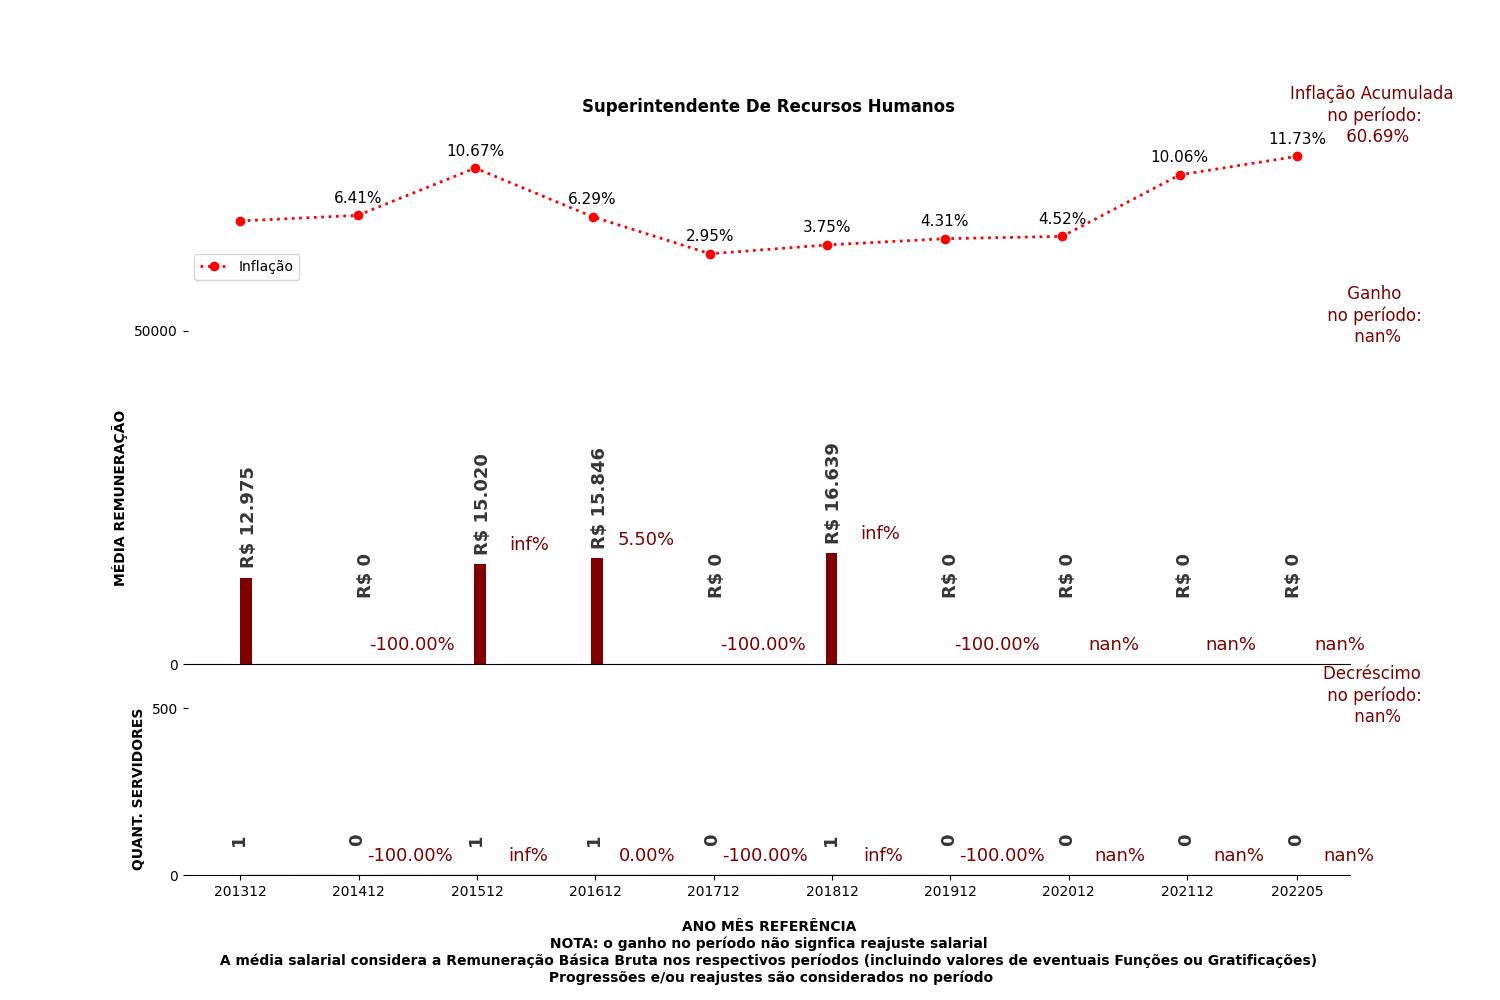 Superintendente De Recursos Humanos
Inflação Acumulada
no período:
60.69%
6.41%
10.67%
6.29%
2.95%
3.75%
4.31%
4.52%
10.06%
11.73%
Inflação
Ganho
no período:
nan%
50000
0
MÉDIA REMUNERAÇÃO
R$ 12.975
R$ 0
R$ 15.020
R$ 15.846
R$ 0
R$ 16.639
R$ 0
R$ 0
R$ 0
R$ 0
-100.00%
inf%
5.50%
-100.00%
inf%
-100.00%
nan%
nan%
nan%
Decréscimo
no período:
nan%
500
0
QUANT. SERVIDORES
1
0
1
1
0
1
0
0
0
0
-100.00%
inf%
0.00%
-100.00%
inf%
-100.00%
nan%
nan%
nan%
201312
201412
201512
201612
201712
201812
201912
202012
202112
202205
ANO MÊS REFERÊNCIA
NOTA: o ganho no período não signfica reajuste salarial
A média salarial considera a Remuneração Básica Bruta nos respectivos períodos (incluindo valores de eventuais Funções ou Gratificações)
Progressões e/ou reajustes são considerados no período